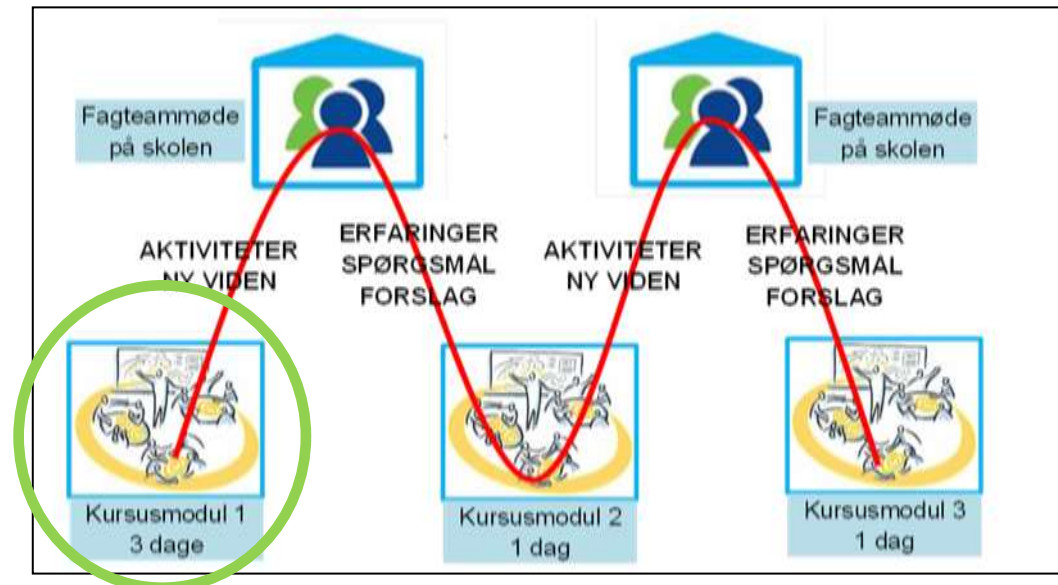 Fagteammøde
på skolen
Fagteammøde
på skolen
AKTIVITETER
NY VIDEN
ERFARINGER
SPØRGSMÅL
FORSLAG
AKTIVITETER
NY VIDEN
ERFARINGER
SPØRGSMÅL
FORSLAG
Kursusmodul 1
3 dage
Kursusmodul 2
1 dag
Kursusmodul 3
1 dag